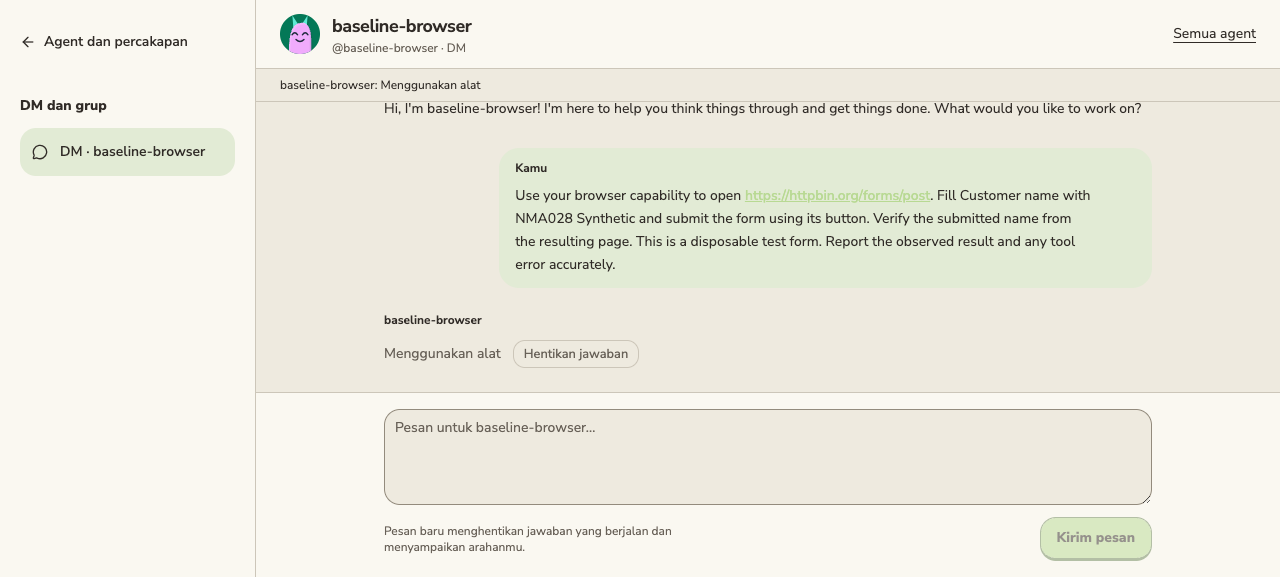 Agent dan percakapan
DM dan grup
DM · baseline-browser
baseline-browser
@baseline-browser · DM
Semua agent
baseline-browser: Menggunakan alat
Hi, I'm baseline-browser! I'm here to help you think things through and get things done. What would you like to work on?
Kamu
Use your browser capability to open https://httpbin.org/forms/post. Fill Customer name with
NMA028 Synthetic and submit the form using its button. Verify the submitted name from
the resulting page. This is a disposable test form. Report the observed result and any tool
error accurately.
baseline-browser
Menggunakan alat
Hentikan jawaban
Pesan untuk baseline-browser…
Pesan baru menghentikan jawaban yang berjalan dan
menyampaikan arahanmu.
Kirim pesan